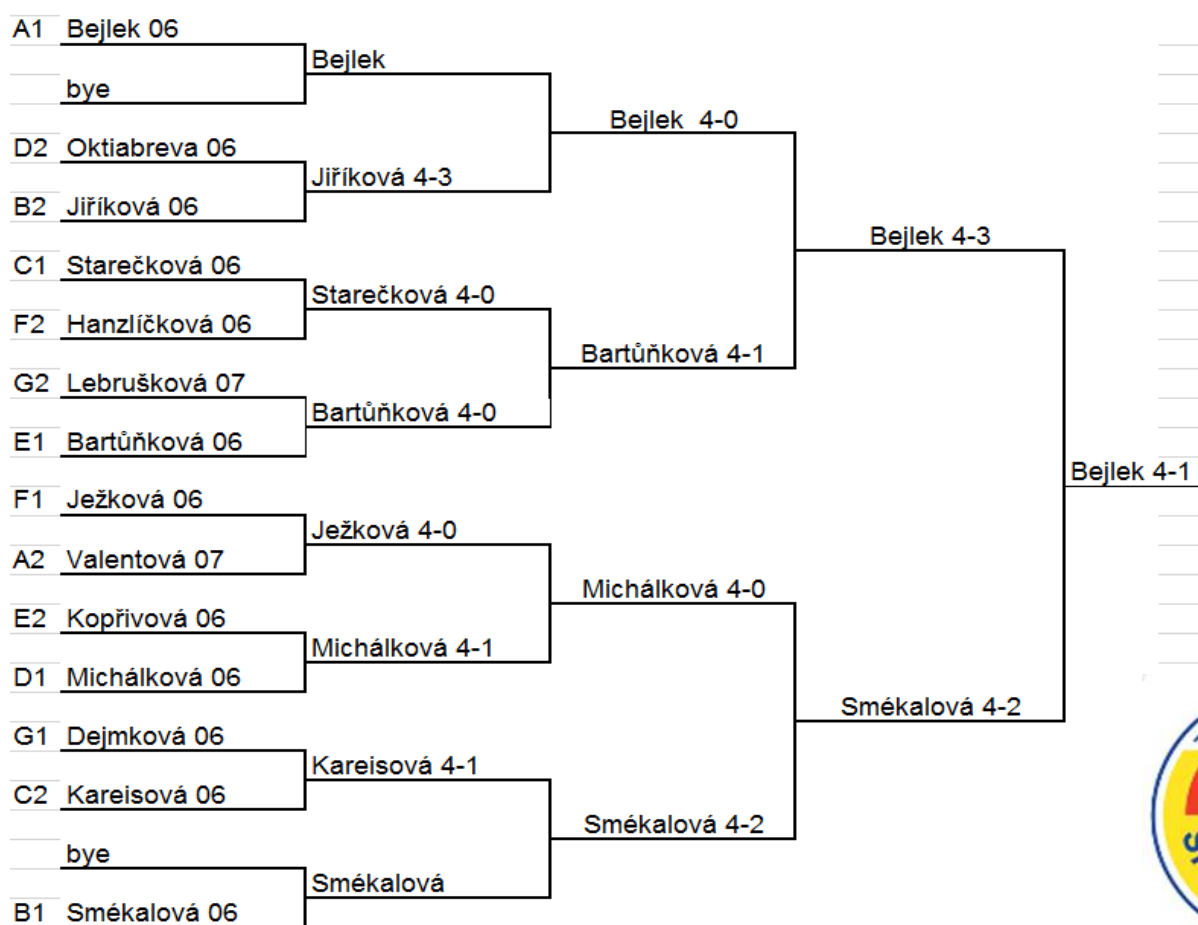 A1 Bejlek 06
Bejlek
bye
Bejlek 4-0
D2 Oktiabreva 06
Jiříková 4-3
B2 Jiříková 06
Bejlek 4-3
C1 Starečková 06
Starečková 4-0
F2 Hanzlíčková 06
Bartůňková 4-1
G2 Lebrušková 07
Bartůňková 4-0
E1 Bartůňková 06
Bejlek 4-1
F1 Ježková 06
Ježková 4-0
A2 Valentová 07
Michálková 4-0
E2 Kopřivová 06
Michálková 4-1
D1 Michálková 06
Smékalová 4-2
G1 Dejmková 06
Kareisová 4-1
C2 Kareisová 06
Smékalová 4-2
bye
Smékalová
B1 Smékalová 06